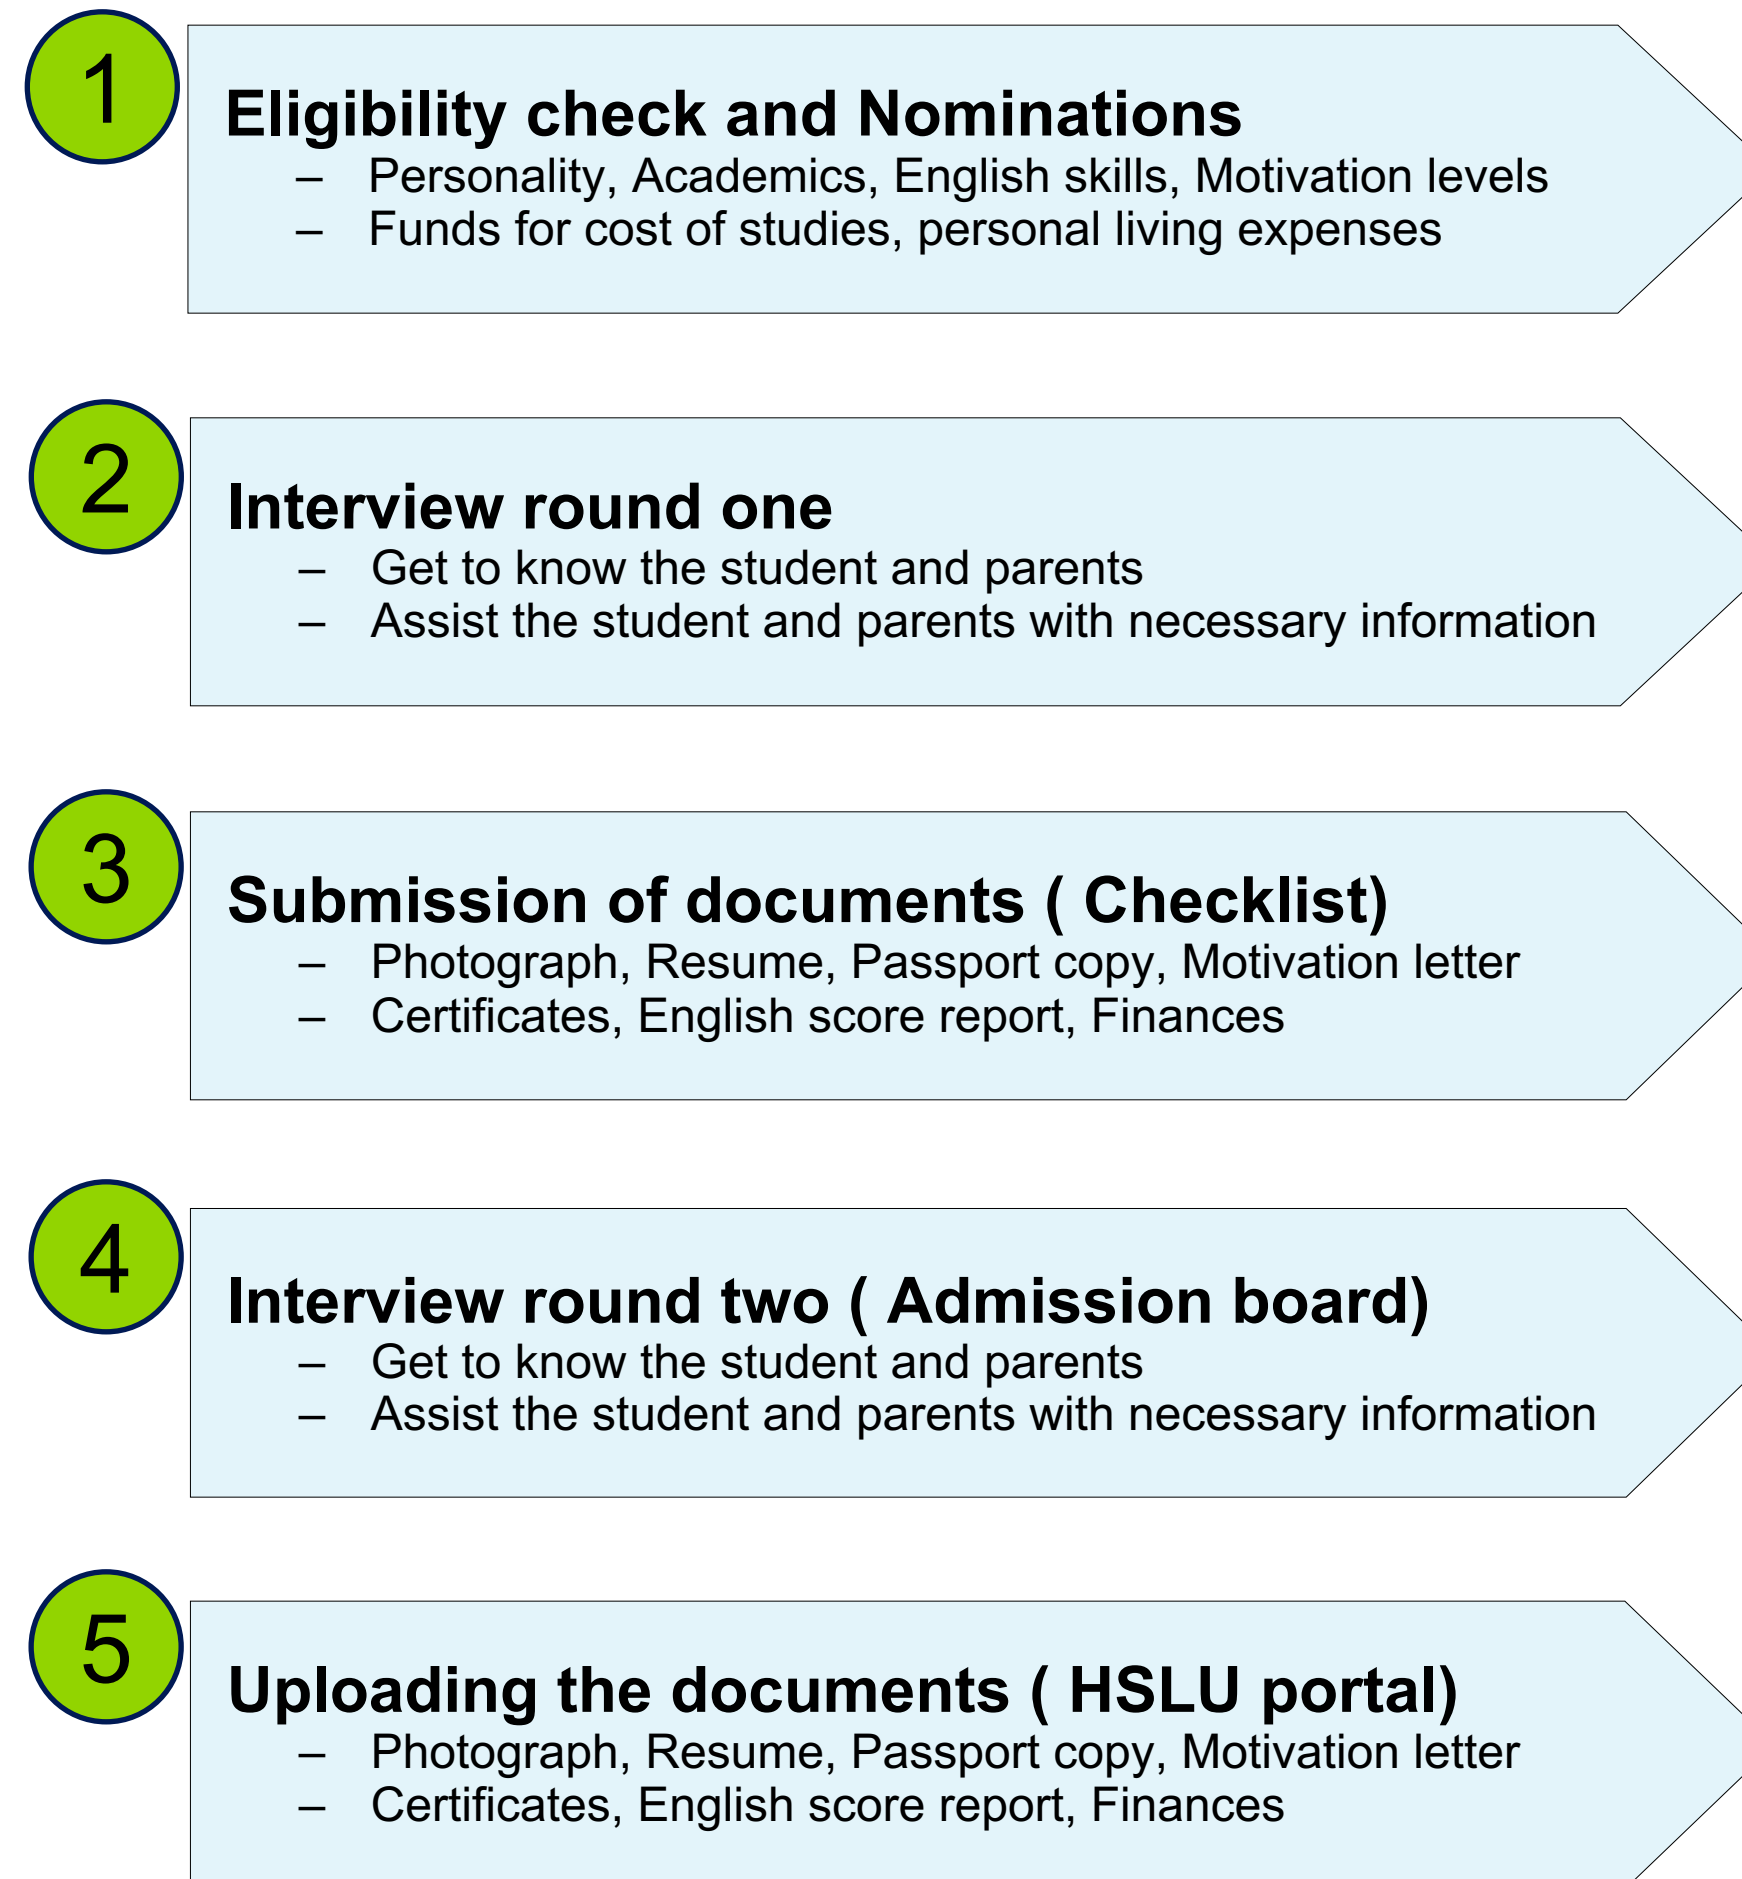 1
Eligibility check and Nominations
– Personality, Academics, English skills, Motivation levels
– Funds for cost of studies, personal living expenses
2
Interview round one
– Get to know the student and parents
– Assist the student and parents with necessary information
3
Submission of documents ( Checklist)
– Photograph, Resume, Passport copy, Motivation letter
– Certificates, English score report, Finances
4
Interview round two ( Admission board)
– Get to know the student and parents
– Assist the student and parents with necessary information
5
Uploading the documents ( HSLU portal)
– Photograph, Resume, Passport copy, Motivation letter
– Certificates, English score report, Finances